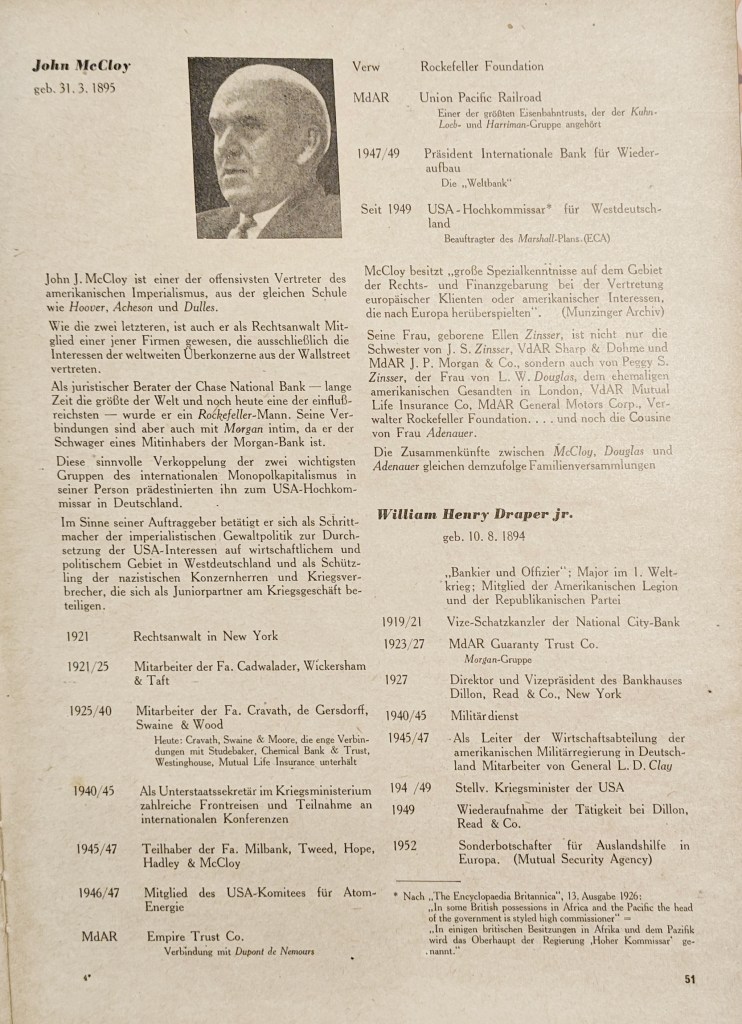 John McCloy
geb. 31. 3. 1895
John J. McCloy ist einer der offensivsten Vertreter des
amerikanischen Imperialismus, aus der gleichen Schule
wie Hoover, Acheson und Dulles.
Wie die zwei letzteren, ist auch er als Rechtsanwalt Mit-
glied einer jener Firmen gewesen, die ausschließlich die
Interessen der weltweiten Überkonzerne aus der Wallstreet
vertreten.
Als juristischer Berater der Chase National Bank — lange
Zeit die größte der Welt und noch heute eine der einfluß-
reichsten — wurde er ein Rockefeller-Mann. Seine Ver-
bindungen sind aber auch mit Morgan intim, da er der
Schwager eines Mitinhabers der Morgan-Bank ist.
Diese sinnvolle Verkoppelung der zwei wichtigsten
Gruppen des internationalen Monopolkapitalismus in
seiner Person prädestinierten ihn zum USA-Hochkom-
missar in Deutschland.
Im Sinne seiner Auftraggeber betätigt er sich als Schritt-
macher der imperialistischen Gewaltpolitik zur Durch-
setzung der USA-Interessen auf wirtschaftlichem und
politischem Gebiet in Westdeutschland und als Schütz-
ling der nazistischen Konzernherren und Kriegsver-
brecher, die sich als Juniorpartner am Kriegsgeschäft be-
teiligen.
1921 Rechtsanwalt in New York
1921/25 Mitarbeiter der Fa. Cadwalader, Wickersham
& Taft
1925/40 Mitarbeiter der Fa. Cravath, de Gersdorff,
Swaine & Wood
Heute: Cravath, Swaine & Moore, die enge Verbin-
dungen mit Studebaker, Chemical Bank & Trust,
Westinghouse, Mutual Life Insurance unterhält
1940/45 Als Unterstaatssekretär im Kriegsministerium
zahlreiche Frontreisen und Teilnahme an
internationalen Konferenzen
1945/47 Teilhaber der Fa. Milbank, Tweed, Hope,
Hadley & McCloy
1946/47 Mitglied des USA-Komitees für Atom-
Energie
MdAR Empire Trust Co.
Verbindung mit Dupont de Nemours
4*
Verw Rockefeller Foundation
MdAR Union Pacific Railroad
Einer der größten Eisenbahntrusts, der der Kuhn-
Loeb- und Harriman-Gruppe angehört
1947/49 Präsident Internationale Bank für Wieder-
aufbau
Die „Weltbank"
Seit 1949 USA-Hochkommissar* für Westdeutsch-
land
Beauftragter des Marshall-Plans (ECA)
McCloy besitzt „große Spezialkenntnisse auf dem Gebiet
der Rechts- und Finanzgebarung bei der Vertretung
europäischer Klienten oder amerikanischer Interessen,
die nach Europa herüberspielten". (Munzinger Archiv)
Seine Frau, geborene Ellen Zinsser, ist nicht nur die
Schwester von J. S. Zinsser, VdAR Sharp & Dohme und
MdAR J. P. Morgan & Co., sondern auch von Peggy S.
Zinsser, der Frau von L. W. Douglas, dem ehemaligen
amerikanischen Gesandten in London, VdAR Mutual
Life Insurance Co, MdAR General Motors Corp., Ver-
walter Rockefeller Foundation. . . . und noch die Cousine
von Frau Adenauer.
Die Zusammenkünfte zwischen McCloy, Douglas und
Adenauer gleichen demzufolge Familienversammlungen
William Henry Draper jr.
geb. 10. 8. 1894
„Bankier und Offizier"; Major im 1. Welt-
krieg; Mitglied der Amerikanischen Legion
und der Republikanischen Partei
1919/21 Vize-Schatzkanzler der National City-Bank
1923/27 MdAR Guaranty Trust Co.
Morgan-Gruppe
1927 Direktor und Vizepräsident des Bankhauses
Dillon, Read & Co., New York
1940/45 Militärdienst
1945/47 Als Leiter der Wirtschaftsabteilung der
amerikanischen Militärregierung in Deutsch-
land Mitarbeiter von General L. D. Clay
194 /49 Stellv. Kriegsminister der USA
1949 Wiederaufnahme der Tätigkeit bei Dillon,
Read & Co.
1952 Sonderbotschafter für Auslandshilfe in
Europa. (Mutual Security Agency)
* Nach „The Encyclopaedia Britannica", 13. Ausgabe 1926:
„In some British possessions in Africa and the Pacific the head
of the government is styled high commissioner" =
„In einigen britischen Besitzungen in Afrika und dem Pazifik
wird das Oberhaupt der Regierung ‚Hoher Kommissar' ge-
nannt."
51